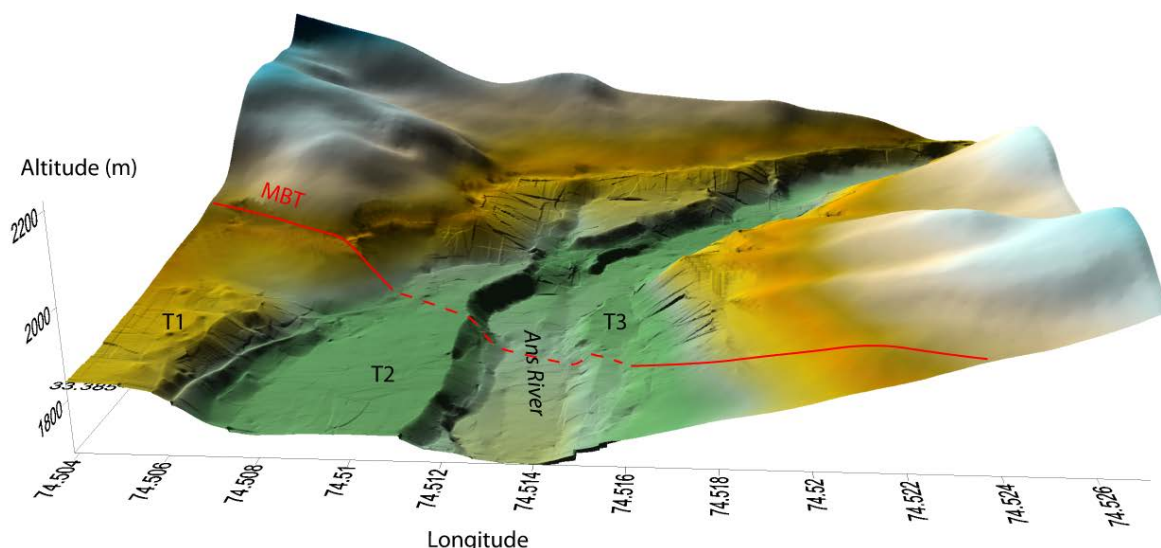 Altitude (m)
MBT
2200
2000
1800
33.385°
T1
T2
T3
Ans River
74.504
74.506
74.508
74.51
74.512
74.514
74.516
74.518
74.52
74.522
74.524
74.526
Longitude